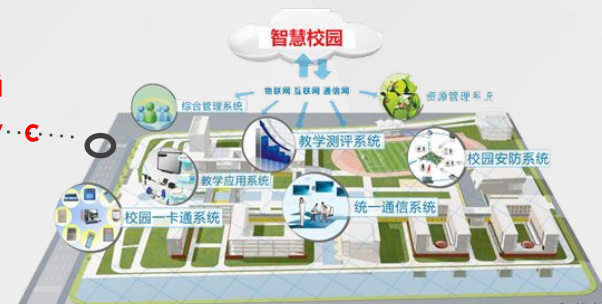 智慧校园
物联网 互联网 通信网
综合管理系统
资源管理系统
教学测评系统
校园安防系统
教学应用系统
统一通信系统
校园一卡通系统
c